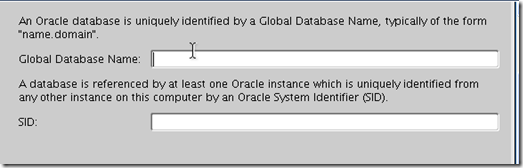 An Oracle database is uniquely identified by a Global Database Name, typically of the form
"name.domain".
Global Database Name:
A database is referenced by at least one Oracle instance which is uniquely identified from
any other instance on this computer by an Oracle System Identifier (SID).
SID: